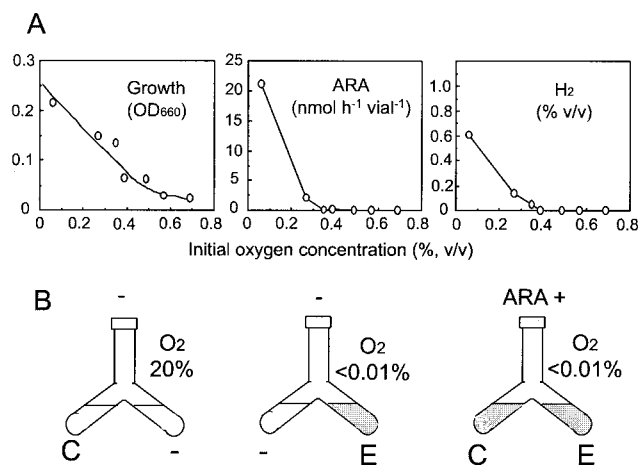 A
0.3
0.2
0.1
0
Growth
(OD660)
0 0.2 0.4 0.6 0.8
25
20
15
10
5
0
ARA
(nmol h-1 vial-1)
0 0.2 0.4 0.6 0.8
1.0
0.8
0.6
0.4
0.2
0.0
H2
(% v/v)
0 0.2 0.4 0.6 0.8
Initial oxygen concentration (%, v/v)
B
- - ARA +
O2 O2 O2
20% <0.01% <0.01%
C - - E C E